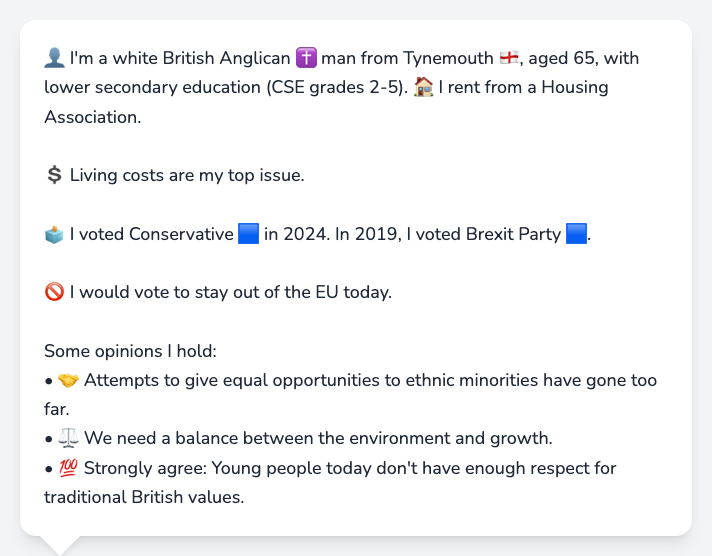 👤 I'm a white British Anglican ✝️ man from Tynemouth 🏴󠁧󠁢󠁥󠁮󠁧󠁿, aged 65, with
lower secondary education (CSE grades 2-5). 🏠 I rent from a Housing
Association.
💲 Living costs are my top issue.
🗳️ I voted Conservative 🟦 in 2024. In 2019, I voted Brexit Party 🟦.
🚫 I would vote to stay out of the EU today.
Some opinions I hold:
• 🤝 Attempts to give equal opportunities to ethnic minorities have gone too
far.
• ⚖️ We need a balance between the environment and growth.
• 💯 Strongly agree: Young people today don't have enough respect for
traditional British values.